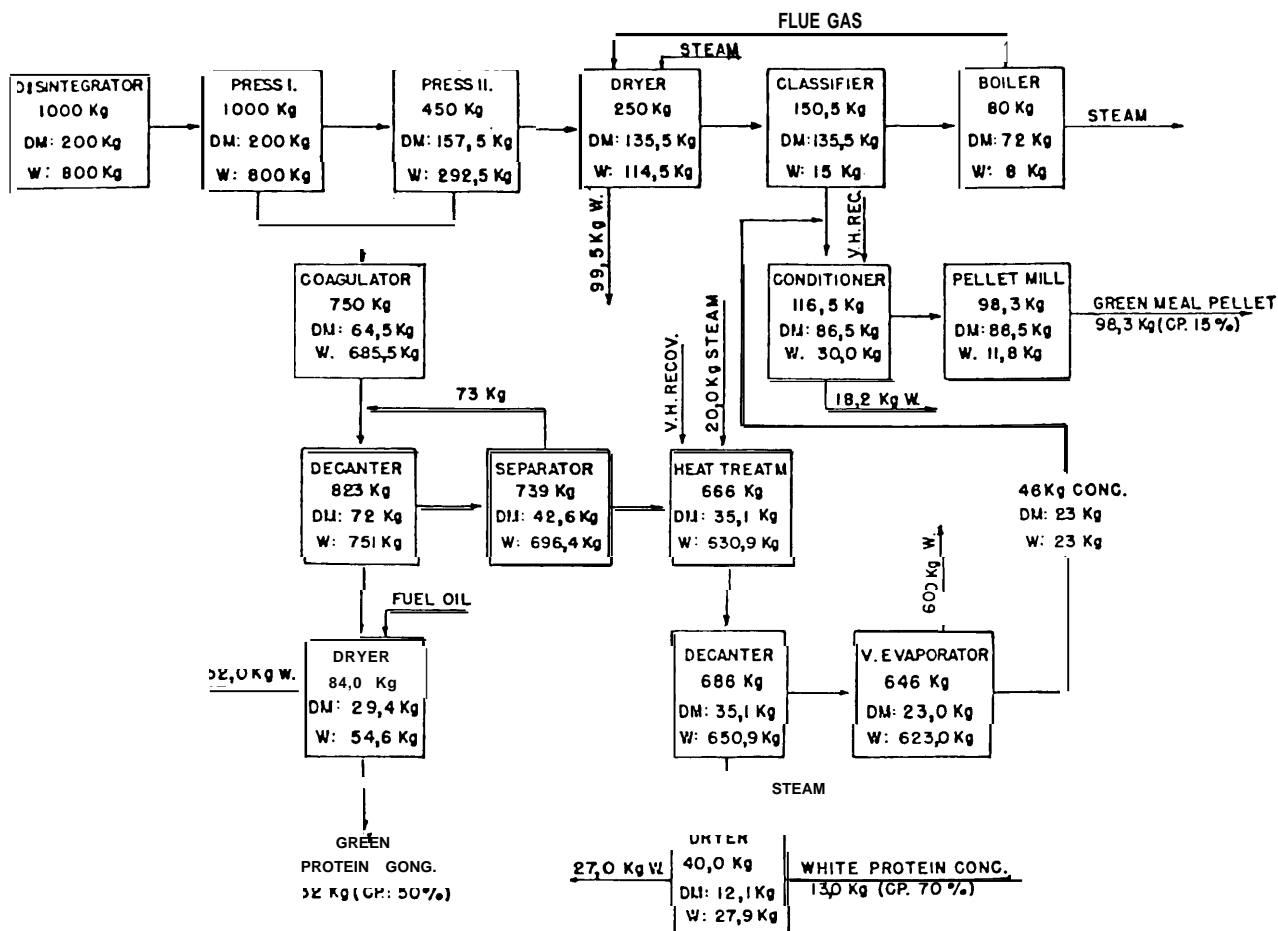 FLUE GAS
STEAM
DISINTEGRATOR
1000 Kg
DM: 200 Kg
W: 800 Kg
PRESS I.
1000 Kg
DM: 200 Kg
W: 800 Kg
PRESS II.
450 Kg
DM: 157,5 Kg
W: 292,5 Kg
DRYER
250 Kg
DM: 135,5 Kg
W: 114,5 Kg
CLASSIFIER
150,5 Kg
DM: 135,5 Kg
W: 15 Kg
BOILER
80 Kg
DM: 72 Kg
W: 8 Kg
STEAM
99,5 Kg W.
V.H. REC.
COAGULATOR
750 Kg
DM: 64,5 Kg
W. 685,5 Kg
CONDITIONER
116,5 Kg
DM: 86,5 Kg
W. 30,0 Kg
PELLET MILL
98,3 Kg
DM: 86,5 Kg
W. 11,8 Kg
GREEN MEAL PELLET
98,3 Kg (CP. 15 %)
18,2 Kg W.
73 Kg
V.H. RECOV.
20,0 Kg STEAM
DECANTER
823 Kg
DM: 72 Kg
W: 751 Kg
SEPARATOR
739 Kg
DM: 42,6 Kg
W: 696,4 Kg
HEAT TREATM
666 Kg
DM: 35,1 Kg
W: 630,9 Kg
46 Kg CONC.
DM: 23 Kg
W: 23 Kg
600 Kg W.
FUEL OIL
DRYER
84,0 Kg
DM: 29,4 Kg
W: 54,6 Kg
52,0 Kg W.
DECANTER
686 Kg
DM: 35,1 Kg
W: 650,9 Kg
V. EVAPORATOR
646 Kg
DM: 23,0 Kg
W: 623,0 Kg
STEAM
GREEN
PROTEIN GONG.
32 Kg (CP.: 50 %)
DRYER
40,0 Kg
DM: 12,1 Kg
W: 27,9 Kg
27,0 Kg W.
WHITE PROTEIN CONC.
13,0 Kg (CP. 70 %)